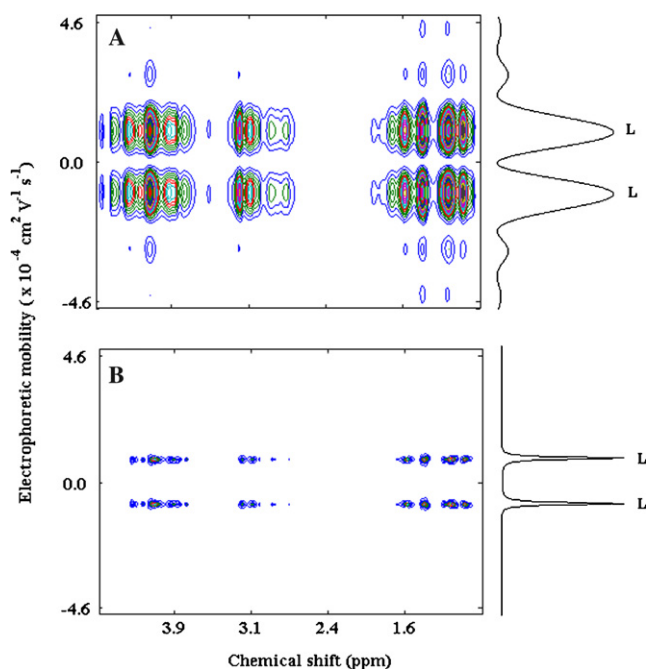 4.6
A
L
0.0
L
-4.6
Electrophoretic mobility ( x 10-4 cm2 V-1 s-1)
4.6
B
L
0.0
L
-4.6
3.9 3.1 2.4 1.6
Chemical shift (ppm)